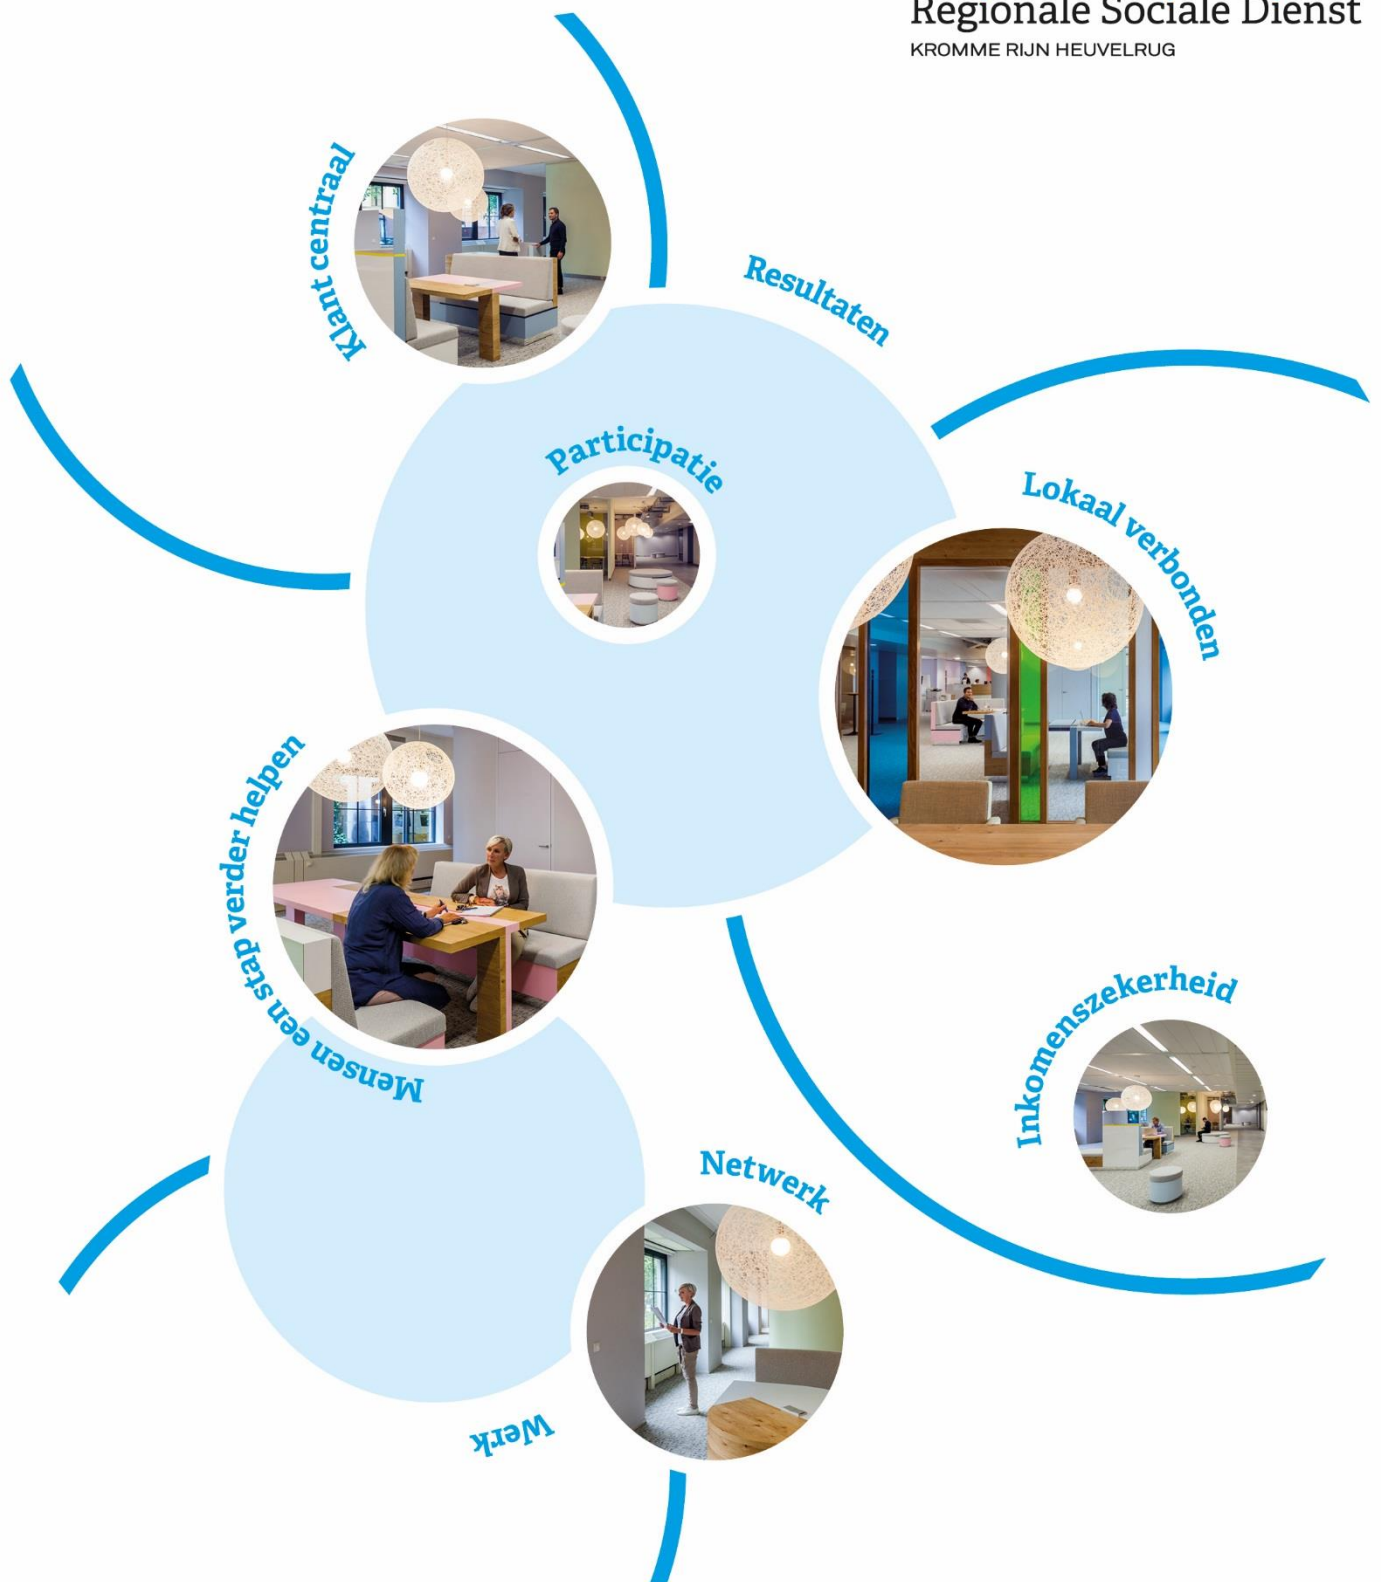 Regionale Sociale Dienst
KROMME RIJN HEUVELRUG
Klant centraal
Resultaten
Participatie
Lokaal verbonden
Mensen een stap verder helpen
Inkomenszekerheid
Netwerk
Werk